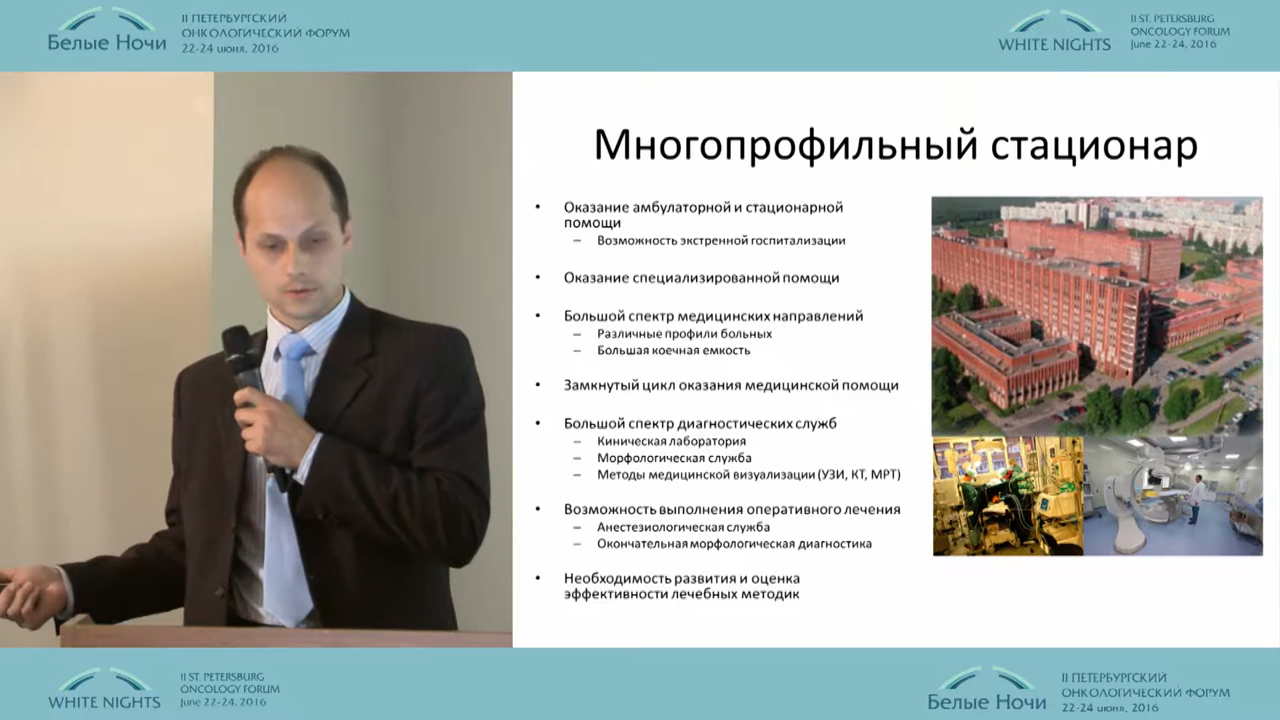 Белые Ночи
II ПЕТЕРБУРГСКИЙ
ОНКОЛОГИЧЕСКИЙ ФОРУМ
22-24 июня, 2016
WHITE NIGHTS
II ST. PETERSBURG
ONCOLOGY FORUM
June 22-24, 2016
Многопрофильный стационар
• Оказание амбулаторной и стационарной
помощи
– Возможность экстренной госпитализации
• Оказание специализированной помощи
• Большой спектр медицинских направлений
– Различные профили больных
– Большая коечная емкость
• Замкнутый цикл оказания медицинской помощи
• Большой спектр диагностических служб
– Киническая лаборатория
– Морфологическая служба
– Методы медицинской визуализации (УЗИ, КТ, МРТ)
• Возможность выполнения оперативного лечения
– Анестезиологическая служба
– Окончательная морфологическая диагностика
• Необходимость развития и оценка
эффективности лечебных методик
WHITE NIGHTS
II ST. PETERSBURG
ONCOLOGY FORUM
June 22-24, 2016
Белые Ночи
II ПЕТЕРБУРГСКИЙ
ОНКОЛОГИЧЕСКИЙ ФОРУМ
22-24 июня, 2016